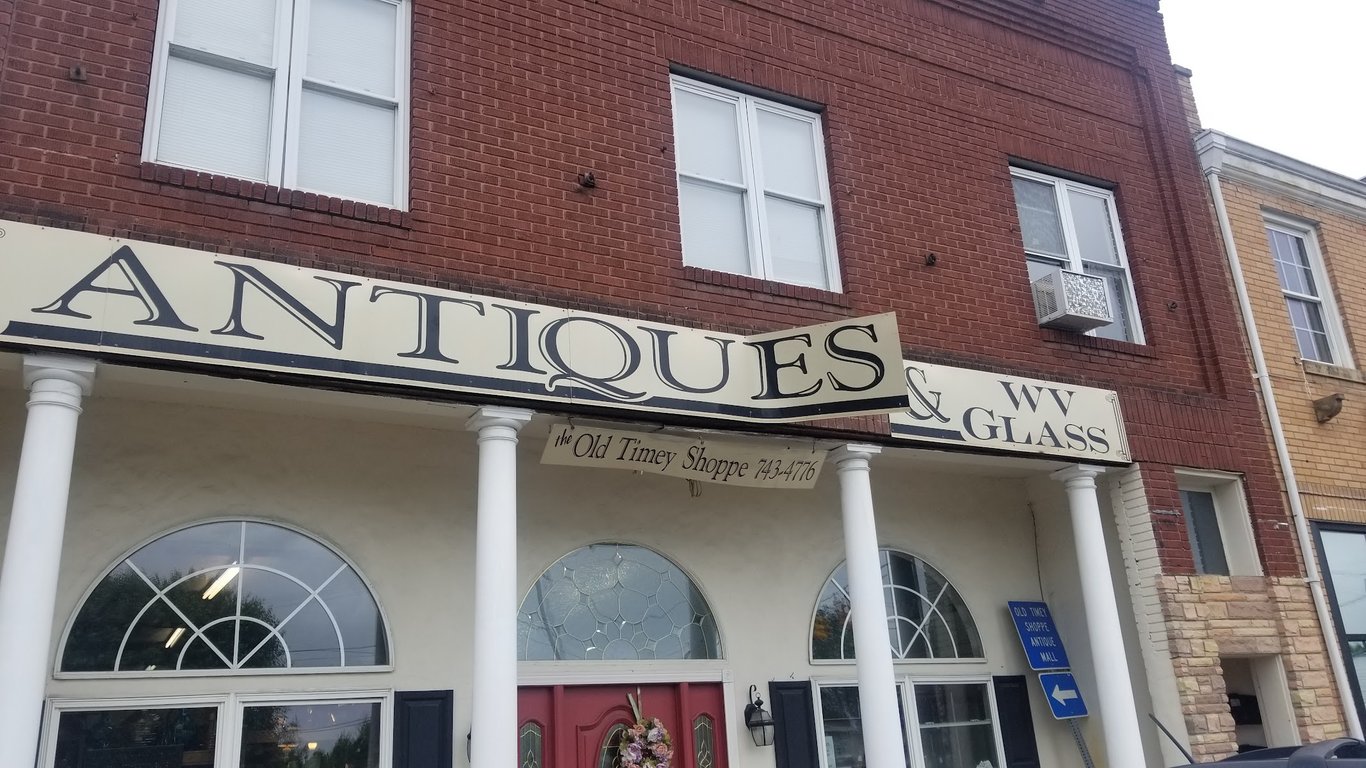 ANTIQUES &
WV
GLASS
the Old Timey Shoppe 743-4776
OLD TIMEY
SHOPPE
ANTIQUE
MALL